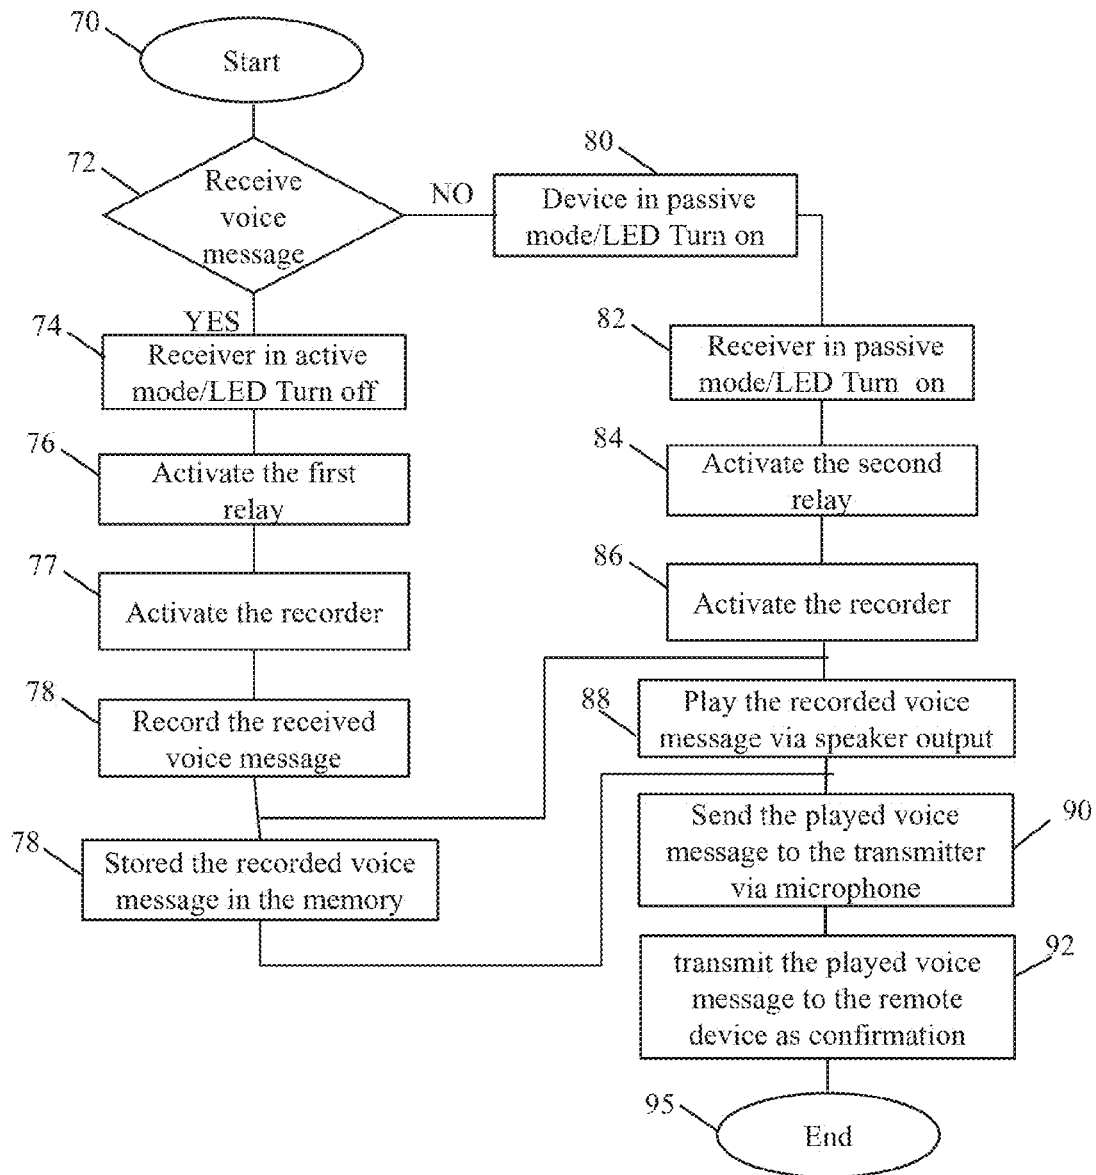 70
Start
72
Receive
voice
message
NO
80
Device in passive
mode/LED Turn on
YES
74
Receiver in active
mode/LED Turn off
82
Receiver in passive
mode/LED Turn on
76
Activate the first
relay
84
Activate the second
relay
77
Activate the recorder
86
Activate the recorder
78
Record the received
voice message
88
Play the recorded voice
message via speaker output
78
Stored the recorded voice
message in the memory
90
Send the played voice
message to the transmitter
via microphone
92
transmit the played voice
message to the remote
device as confirmation
95
End